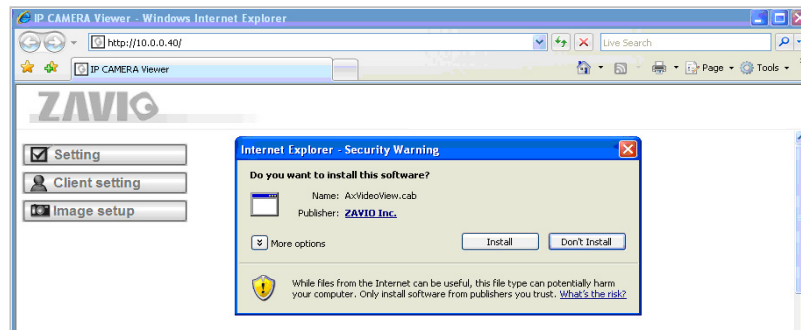 IP CAMERA Viewer - Windows Internet Explorer
http://10.0.0.40/
Live Search
IP CAMERA Viewer
Page
Tools
ZAVIO
Setting
Client setting
Image setup
Internet Explorer - Security Warning
Do you want to install this software?
Name: AxVideoView.cab
Publisher: ZAVIO Inc.
More options
Install
Don't Install
While files from the Internet can be useful, this file type can potentially harm
your computer. Only install software from publishers you trust. What's the risk?